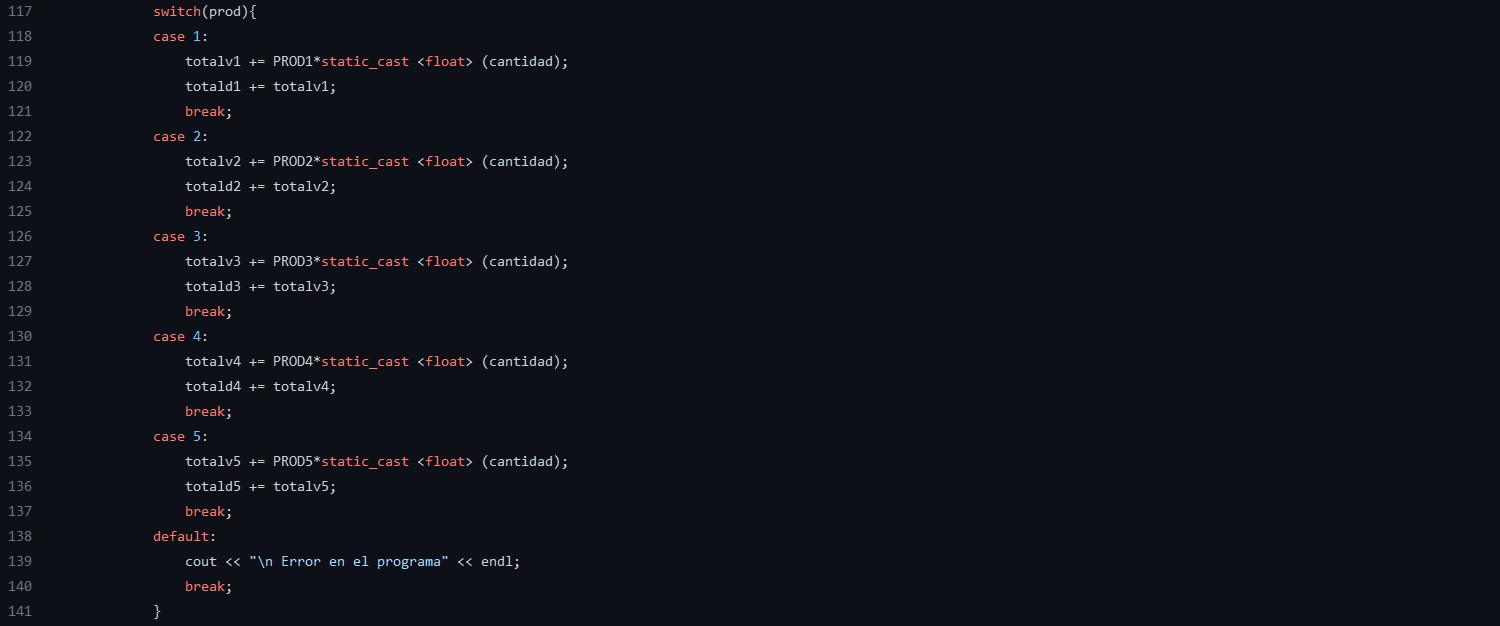 117 switch(prod){
118 case 1:
119 totalv1 += PROD1*static_cast <float> (cantidad);
120 totald1 += totalv1;
121 break;
122 case 2:
123 totalv2 += PROD2*static_cast <float> (cantidad);
124 totald2 += totalv2;
125 break;
126 case 3:
127 totalv3 += PROD3*static_cast <float> (cantidad);
128 totald3 += totalv3;
129 break;
130 case 4:
131 totalv4 += PROD4*static_cast <float> (cantidad);
132 totald4 += totalv4;
133 break;
134 case 5:
135 totalv5 += PROD5*static_cast <float> (cantidad);
136 totald5 += totalv5;
137 break;
138 default:
139 cout << "\n Error en el programa" << endl;
140 break;
141 }